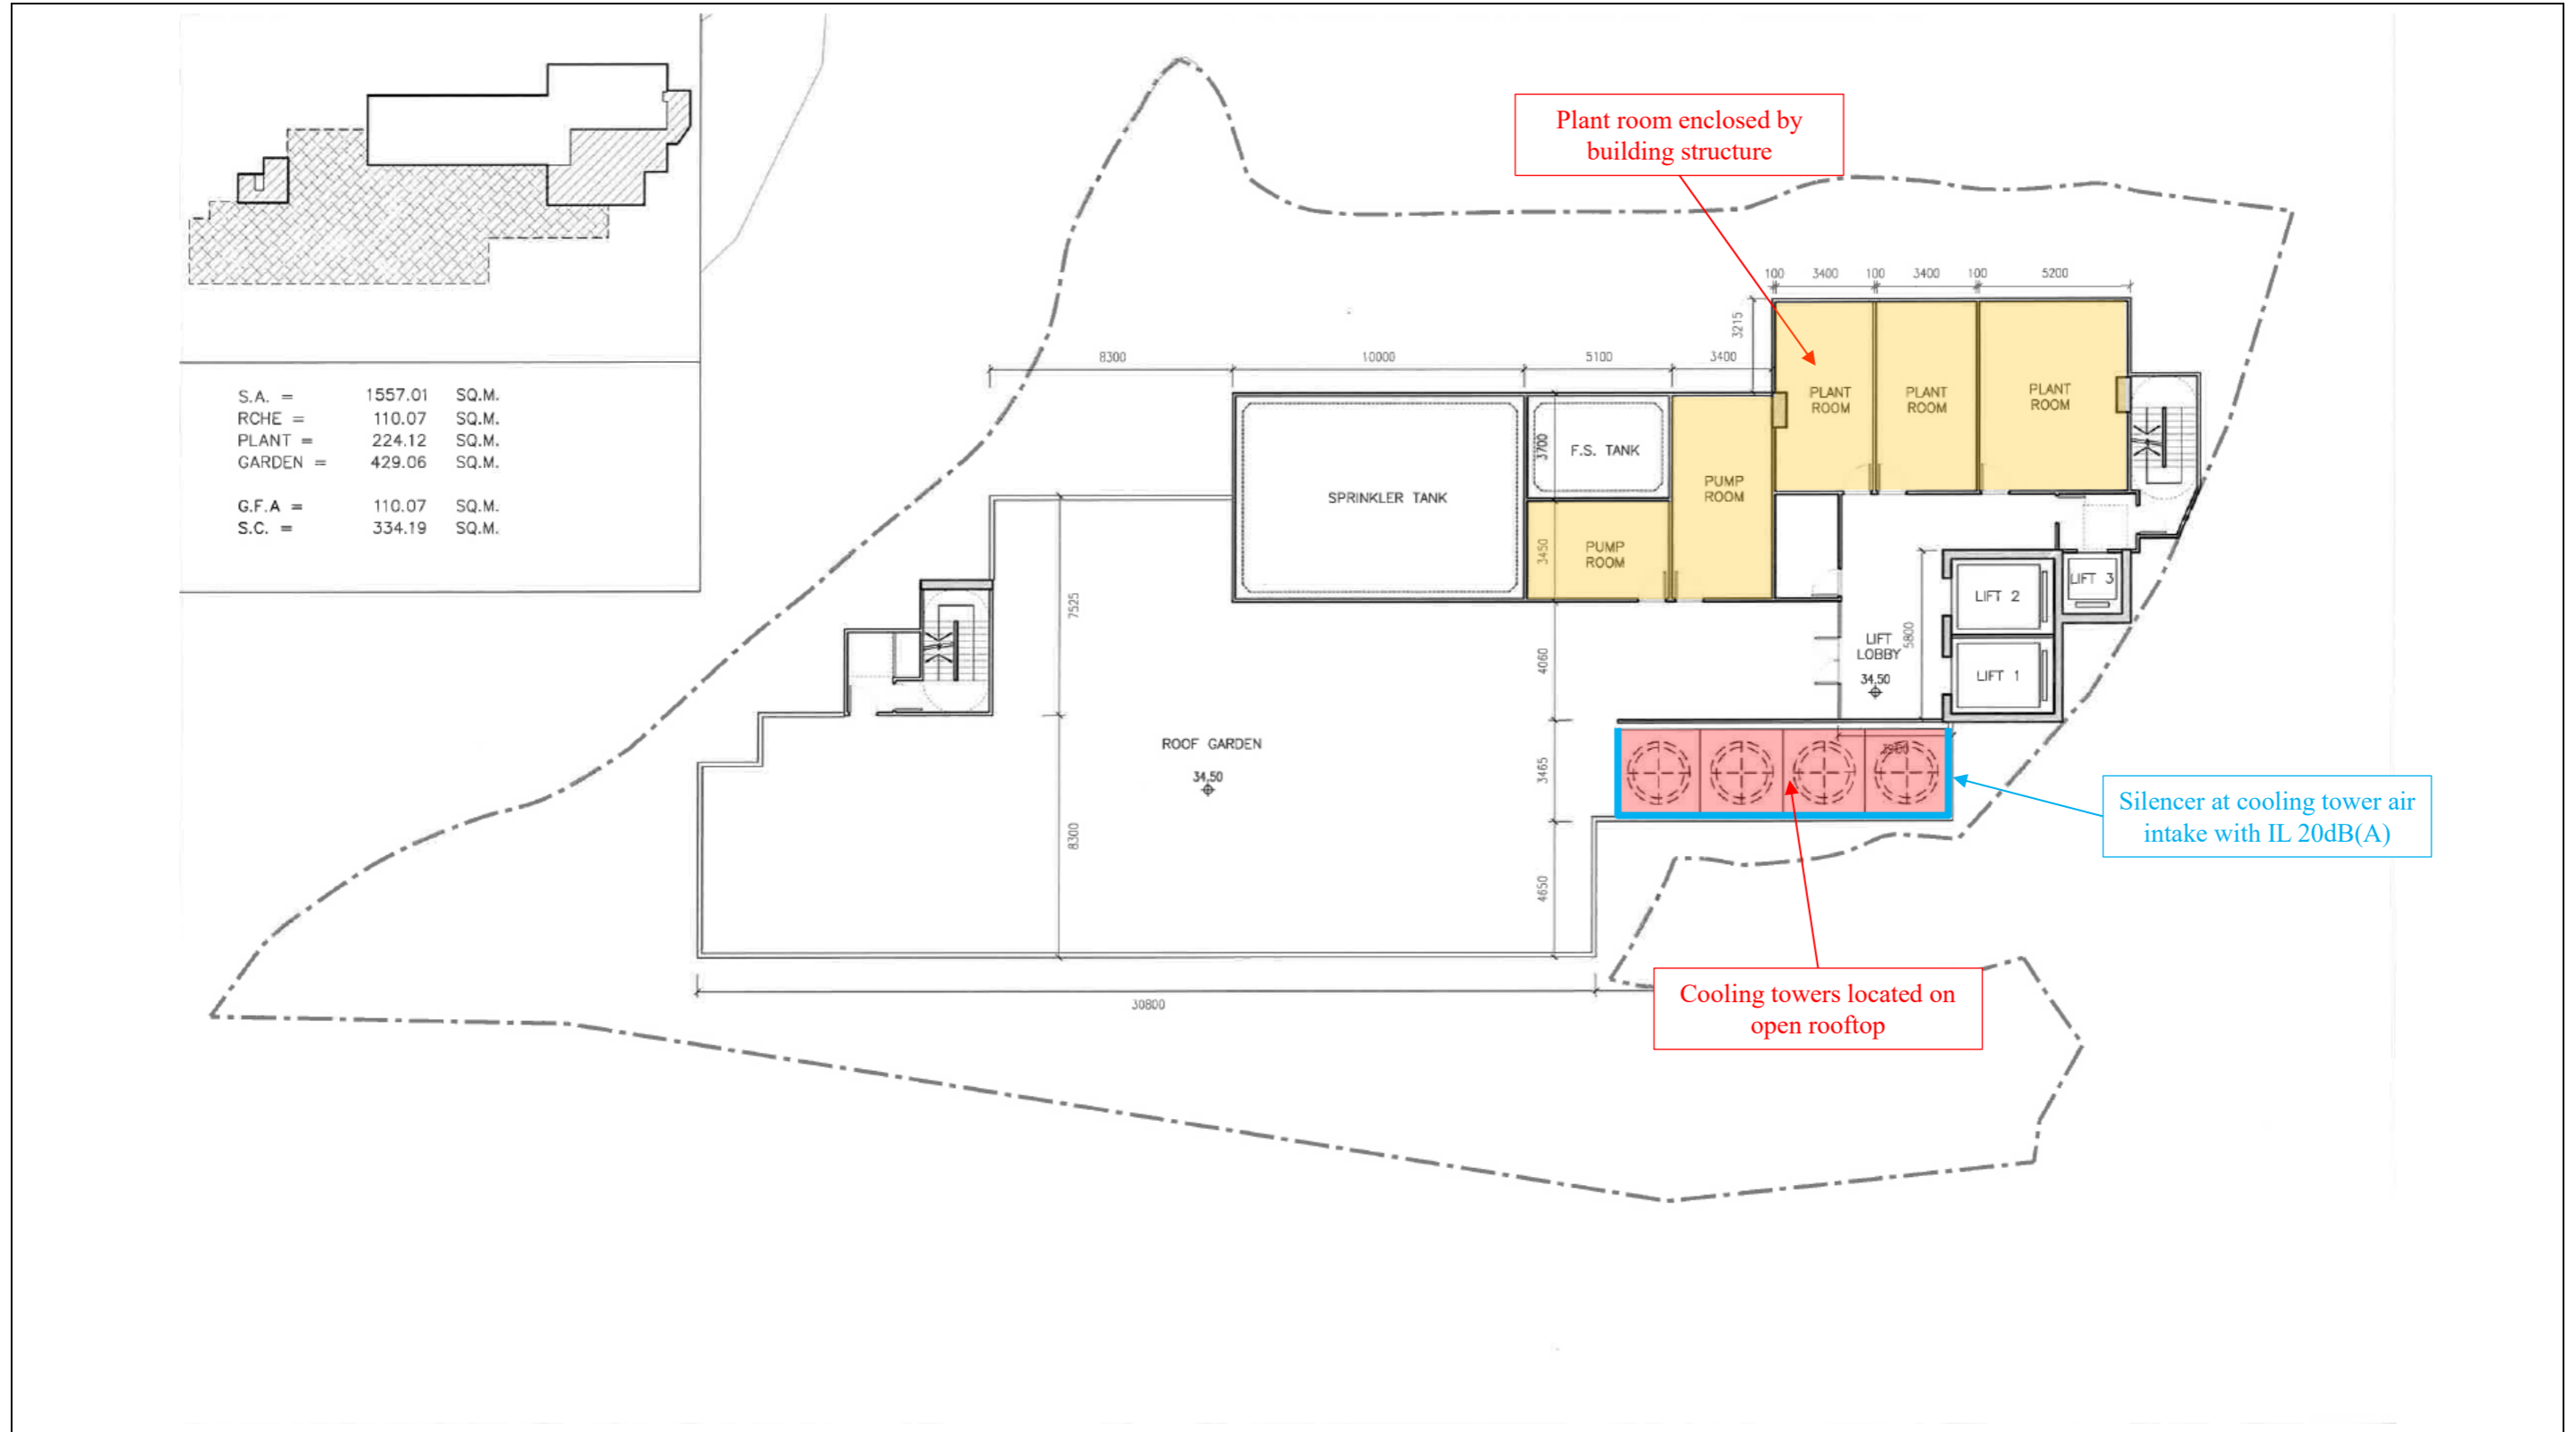 Plant room enclosed by
building structure
100 3400 100 3400 100 5200
3215
8300 10000 5100 3400
S.A. = 1557.01 SQ.M.
RCHE = 110.07 SQ.M.
PLANT = 224.12 SQ.M.
GARDEN = 429.06 SQ.M.
G.F.A = 110.07 SQ.M.
S.C. = 334.19 SQ.M.
PLANT
ROOM
PLANT
ROOM
PLANT
ROOM
3700
F.S. TANK
SPRINKLER TANK
PUMP
ROOM
3450
PUMP
ROOM
LIFT 3
LIFT 2
7525
4060
5800
LIFT
LOBBY
34.50
LIFT 1
ROOF GARDEN
34.50
3465
Silencer at cooling tower air
intake with IL 20dB(A)
8300
4650
Cooling towers located on
open rooftop
30800